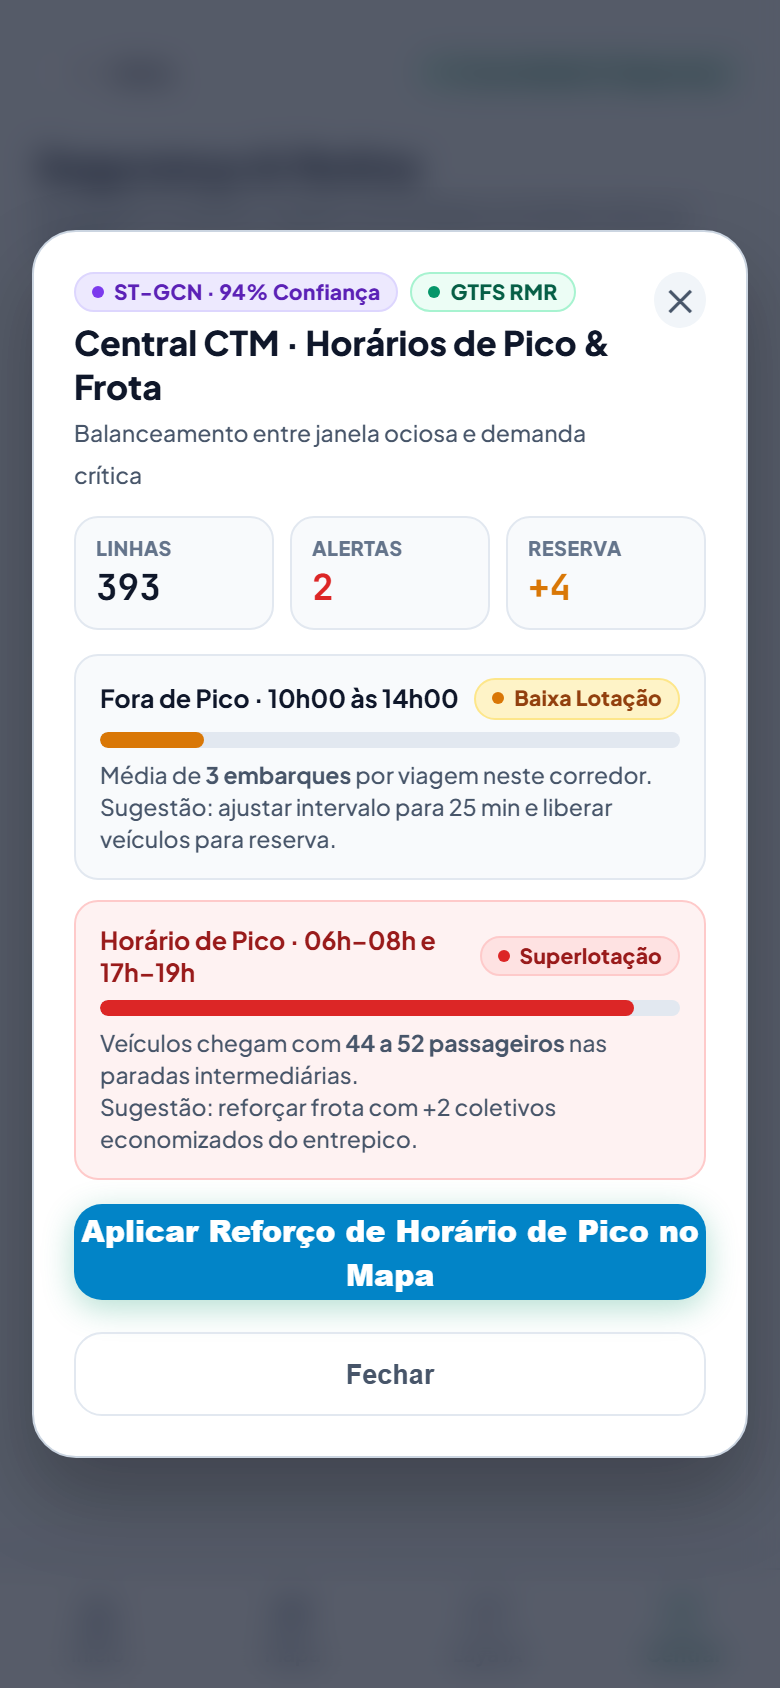 ST-GCN · 94% Confiança
GTFS RMR
Central CTM · Horários de Pico &
Frota
Balanceamento entre janela ociosa e demanda
crítica
LINHAS
393
ALERTAS
2
RESERVA
+4
Fora de Pico · 10h00 às 14h00
Baixa Lotação
Média de 3 embarques por viagem neste corredor.
Sugestão: ajustar intervalo para 25 min e liberar
veículos para reserva.
Horário de Pico · 06h–08h e
17h–19h
Superlotação
Veículos chegam com 44 a 52 passageiros nas
paradas intermediárias.
Sugestão: reforçar frota com +2 coletivos
economizados do entrepico.
Aplicar Reforço de Horário de Pico no
Mapa
Fechar